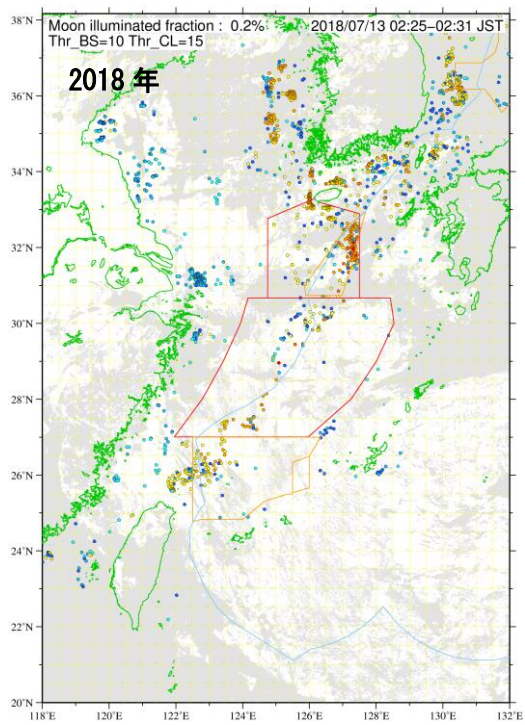 Moon illuminated fraction : 0.2% 2018/07/13 02:25–02:31 JST
Thr_BS=10 Thr_CL=15
2018 年
38°N
36°N
34°N
32°N
30°N
28°N
26°N
24°N
22°N
20°N
118°E 120°E 122°E 124°E 126°E 128°E 130°E 132°E